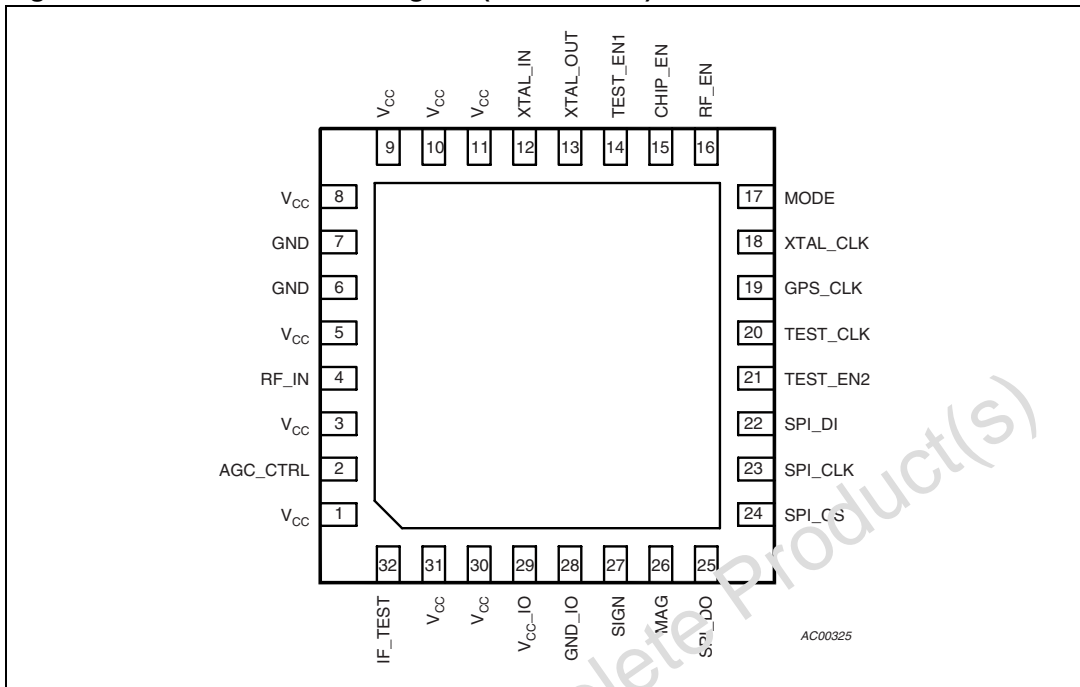 XTAL_IN
XTAL_OUT
TEST_EN1
CHIP_EN
RF_EN
VCC
VCC
VCC
9
10
11
12
13
14
15
16
VCC 8
GND 7
GND 6
VCC 5
RF_IN 4
VCC 3
AGC_CTRL 2
VCC 1
17 MODE
18 XTAL_CLK
19 GPS_CLK
20 TEST_CLK
21 TEST_EN2
22 SPI_DI
23 SPI_CLK
24 SPI_CS
32
31
30
29
28
27
26
25
IF_TEST
VCC
VCC
VCC_IO
GND_IO
SIGN
MAG
SPI_DO
AC00325
lete Product(s)